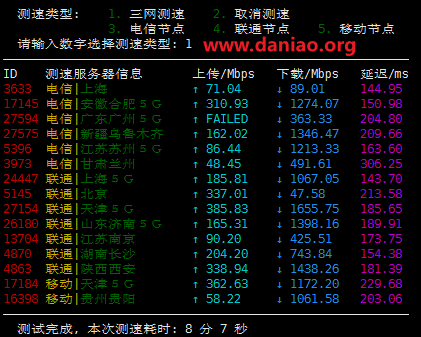 测速类型: 1. 三网测速 2. 取消测速
3. 电信节点 4. 联通节点 5. 移动节点
请输入数字选择测速类型: 1 www.daniao.org
ID 测速服务器信息 上传/Mbps 下载/Mbps 延迟/ms
3633 电信|上海 ↑ 71.04 ↓ 89.01 144.95
17145 电信|安徽合肥５Ｇ ↑ 310.93 ↓ 1274.07 150.98
27594 电信|广东广州５Ｇ ↑ FAILED ↓ 363.33 204.80
27575 电信|新疆乌鲁木齐 ↑ 162.02 ↓ 1346.47 209.66
5396 电信|江苏苏州５Ｇ ↑ 86.44 ↓ 1213.33 163.60
3973 电信|甘肃兰州 ↑ 48.45 ↓ 491.61 306.25
24447 联通|上海５Ｇ ↑ 185.81 ↓ 1067.05 143.70
5145 联通|北京 ↑ 337.01 ↓ 47.58 213.58
27154 联通|天津５Ｇ ↑ 385.83 ↓ 1655.75 185.65
26180 联通|山东济南５Ｇ ↑ 165.31 ↓ 1398.16 189.91
13704 联通|江苏南京 ↑ 90.20 ↓ 425.51 173.75
4870 联通|湖南长沙 ↑ 204.20 ↓ 743.84 154.38
4863 联通|陕西西安 ↑ 338.94 ↓ 1438.26 181.39
17184 移动|天津５Ｇ ↑ 362.63 ↓ 1172.20 229.68
16398 移动|贵州贵阳 ↑ 58.22 ↓ 1061.58 203.06
测试完成, 本次测速耗时: 8 分 7 秒